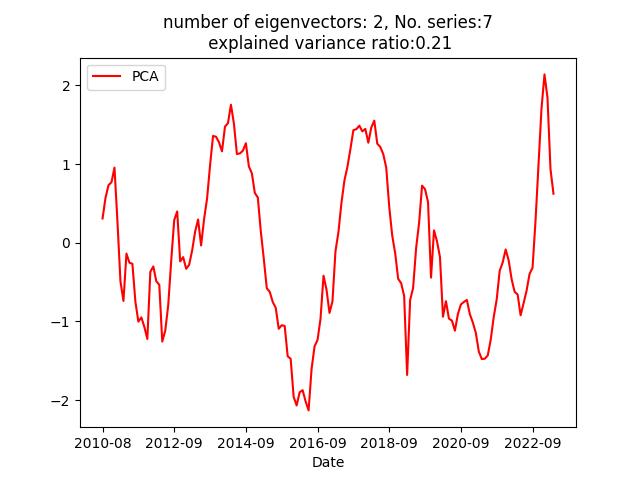 number of eigenvectors: 2, No. series:7
explained variance ratio:0.21
PCA
2
1
0
−1
−2
2010-08 2012-09 2014-09 2016-09 2018-09 2020-09 2022-09
Date